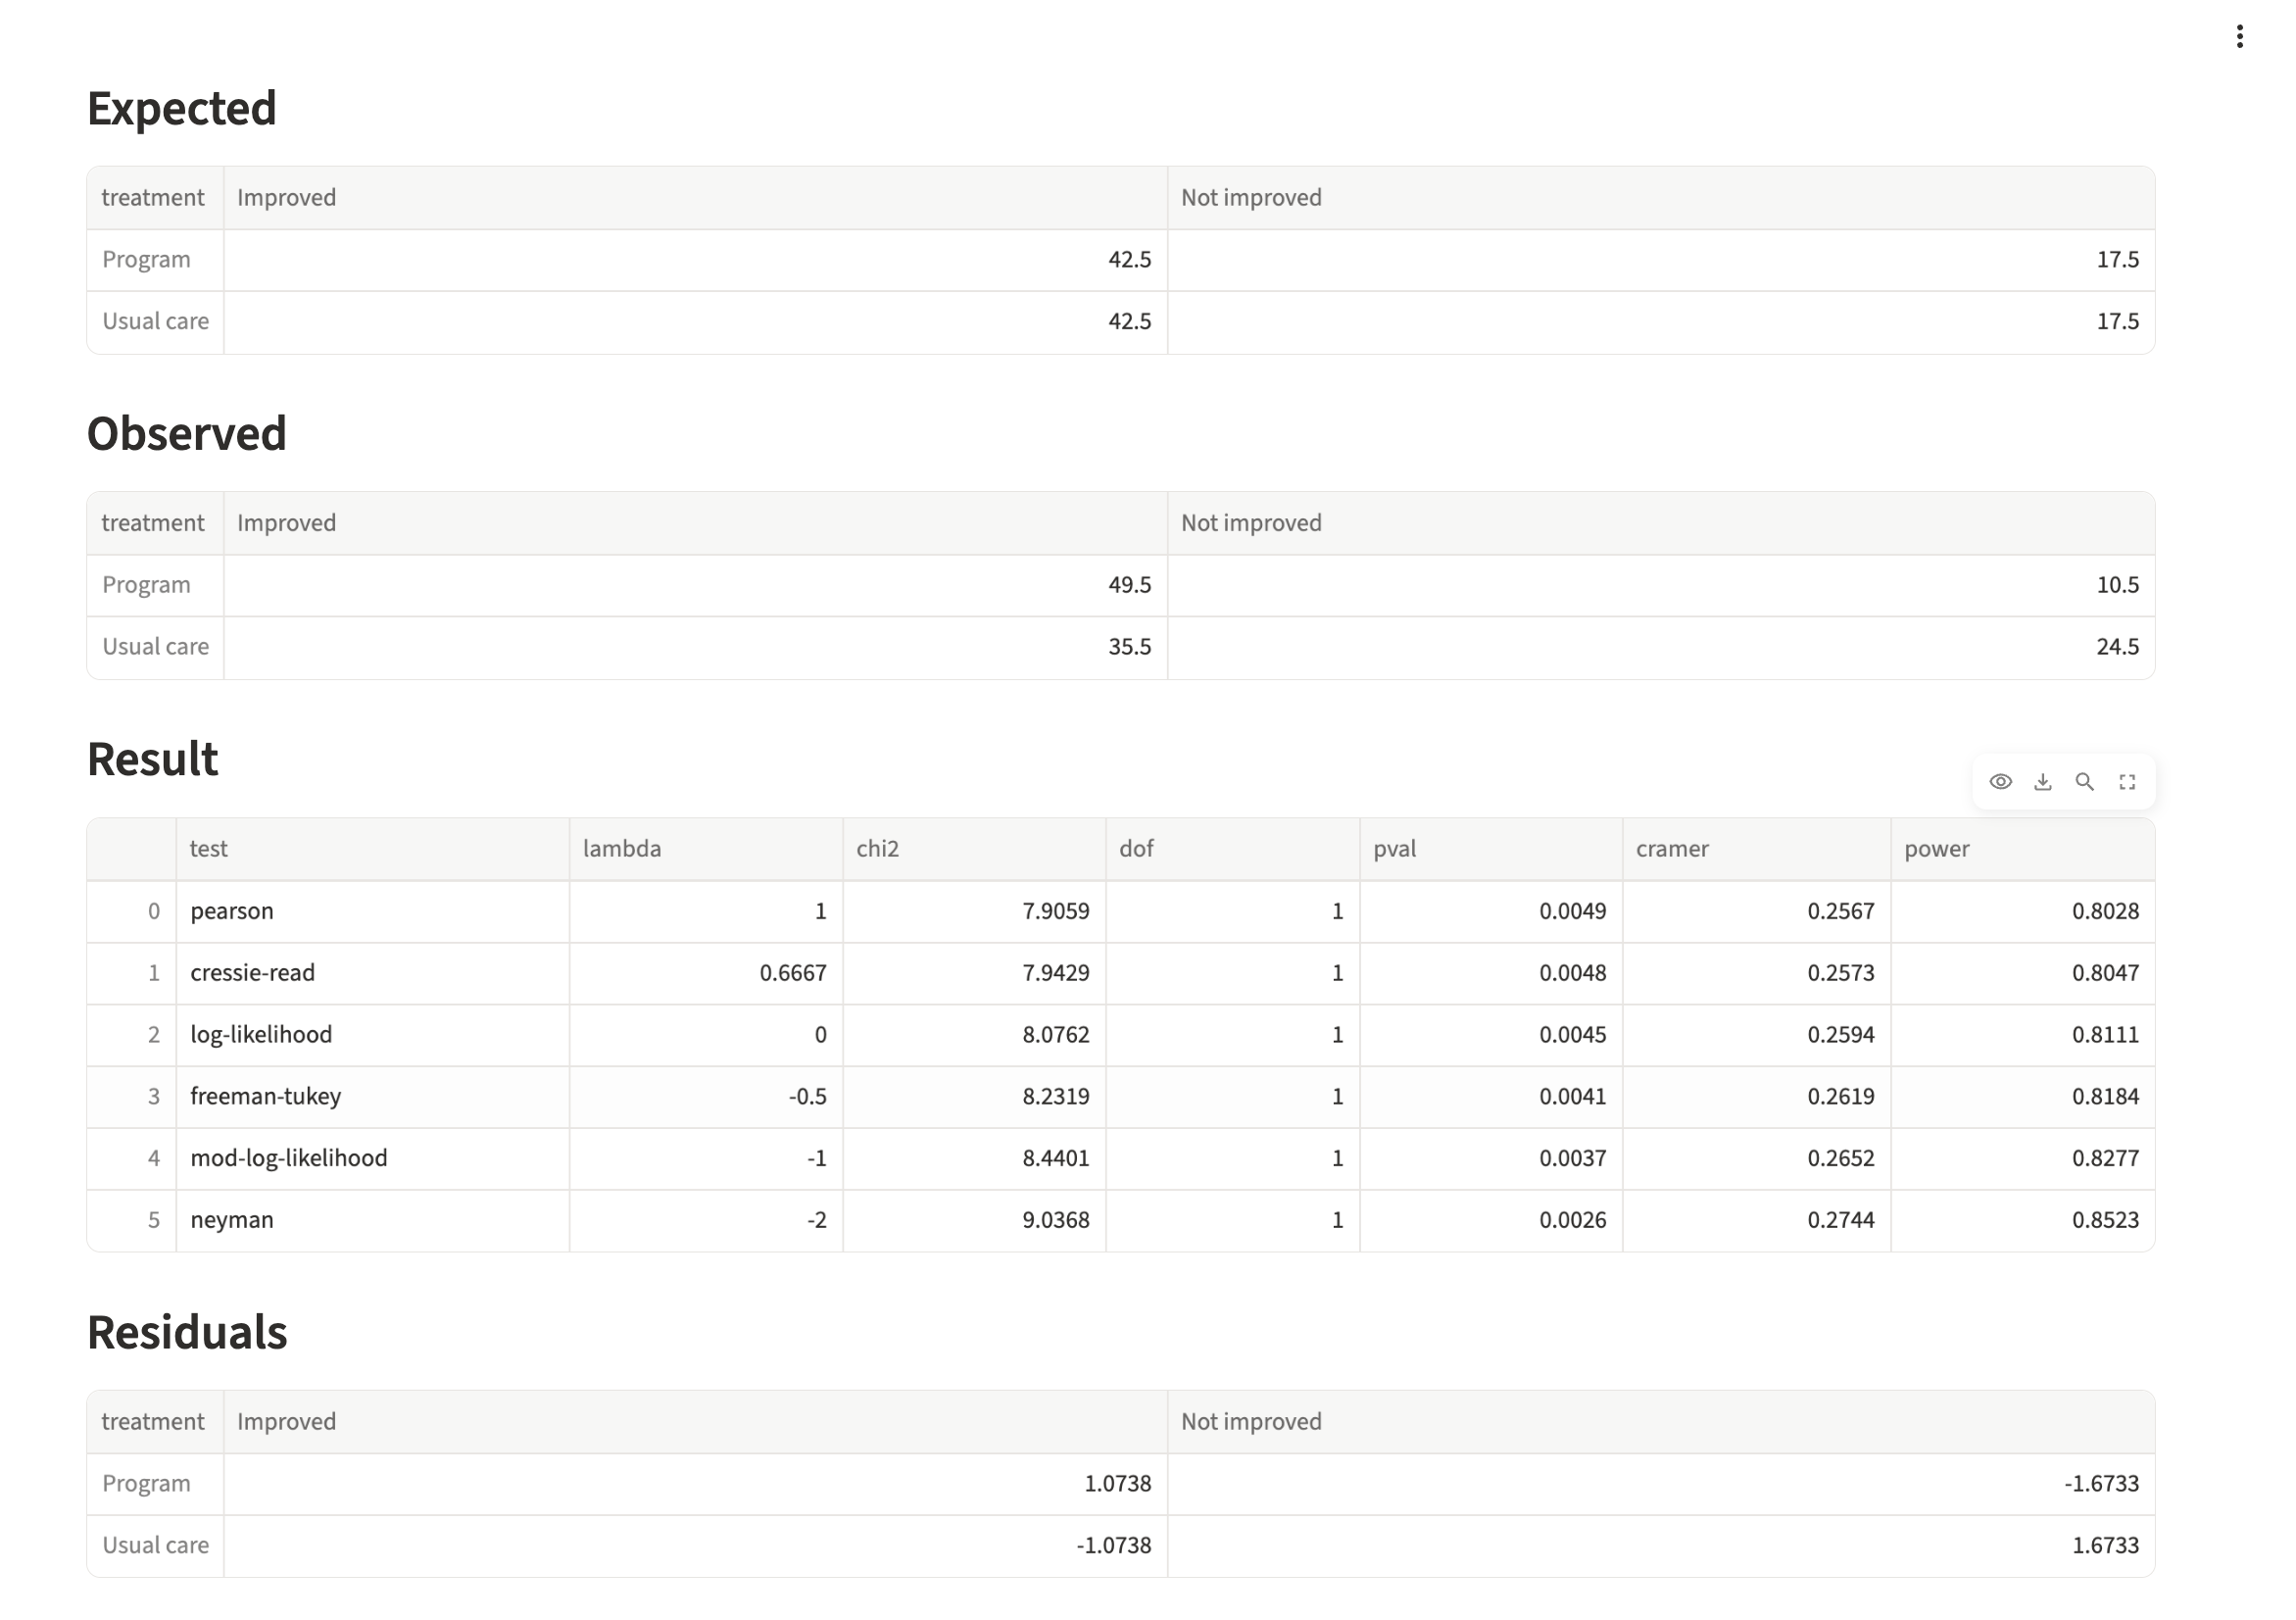 Expected
treatment Improved Not improved
Program 42.5 17.5
Usual care 42.5 17.5
Observed
treatment Improved Not improved
Program 49.5 10.5
Usual care 35.5 24.5
Result
test lambda chi2 dof pval cramer power
0 pearson 1 7.9059 1 0.0049 0.2567 0.8028
1 cressie-read 0.6667 7.9429 1 0.0048 0.2573 0.8047
2 log-likelihood 0 8.0762 1 0.0045 0.2594 0.8111
3 freeman-tukey -0.5 8.2319 1 0.0041 0.2619 0.8184
4 mod-log-likelihood -1 8.4401 1 0.0037 0.2652 0.8277
5 neyman -2 9.0368 1 0.0026 0.2744 0.8523
Residuals
treatment Improved Not improved
Program 1.0738 -1.6733
Usual care -1.0738 1.6733